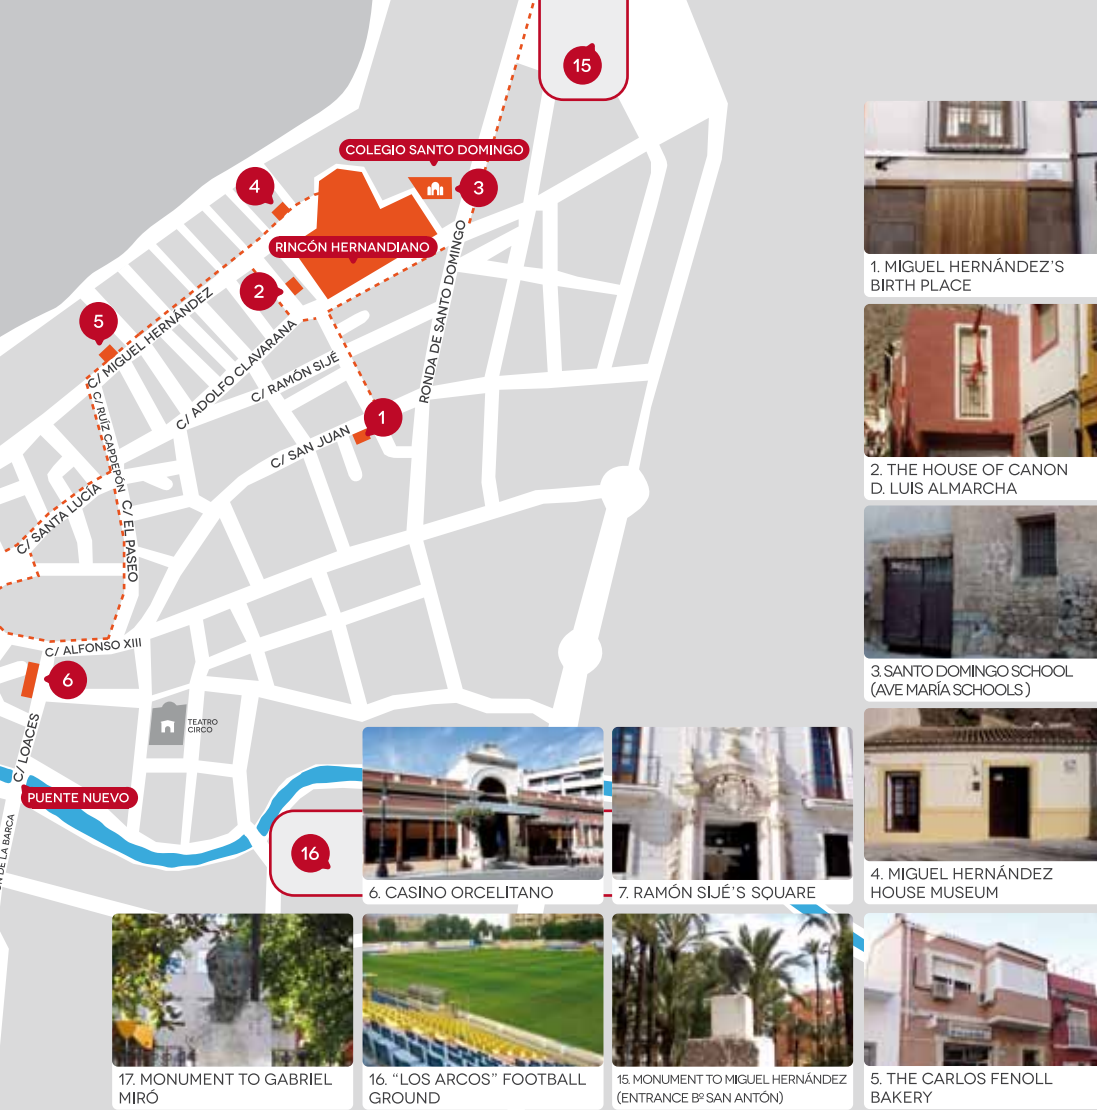 15
COLEGIO SANTO DOMINGO
4
3
RINCÓN HERNANDIANO
2
5
1
C/ MIGUEL HERNÁNDEZ
C/ ADOLFO CLAVARANA
C/ RAMÓN SIJÉ
RONDA DE SANTO DOMINGO
C/ SAN JUAN
C/ RUÍZ CAPDEPÓN
C/ SANTA LUCÍA
C/ EL PASEO
C/ ALFONSO XIII
6
TEATRO
CIRCO
C/ LOACES
PUENTE NUEVO
DE LA BARCA
16
1. MIGUEL HERNÁNDEZ'S
BIRTH PLACE
2. THE HOUSE OF CANON
D. LUIS ALMARCHA
3. SANTO DOMINGO SCHOOL
(AVE MARÍA SCHOOLS )
4. MIGUEL HERNÁNDEZ
HOUSE MUSEUM
6. CASINO ORCELITANO
7. RAMÓN SIJÉ'S SQUARE
17. MONUMENT TO GABRIEL
MIRÓ
16. “LOS ARCOS” FOOTBALL
GROUND
15. MONUMENT TO MIGUEL HERNÁNDEZ
(ENTRANCE Bº SAN ANTÓN)
5. THE CARLOS FENOLL
BAKERY